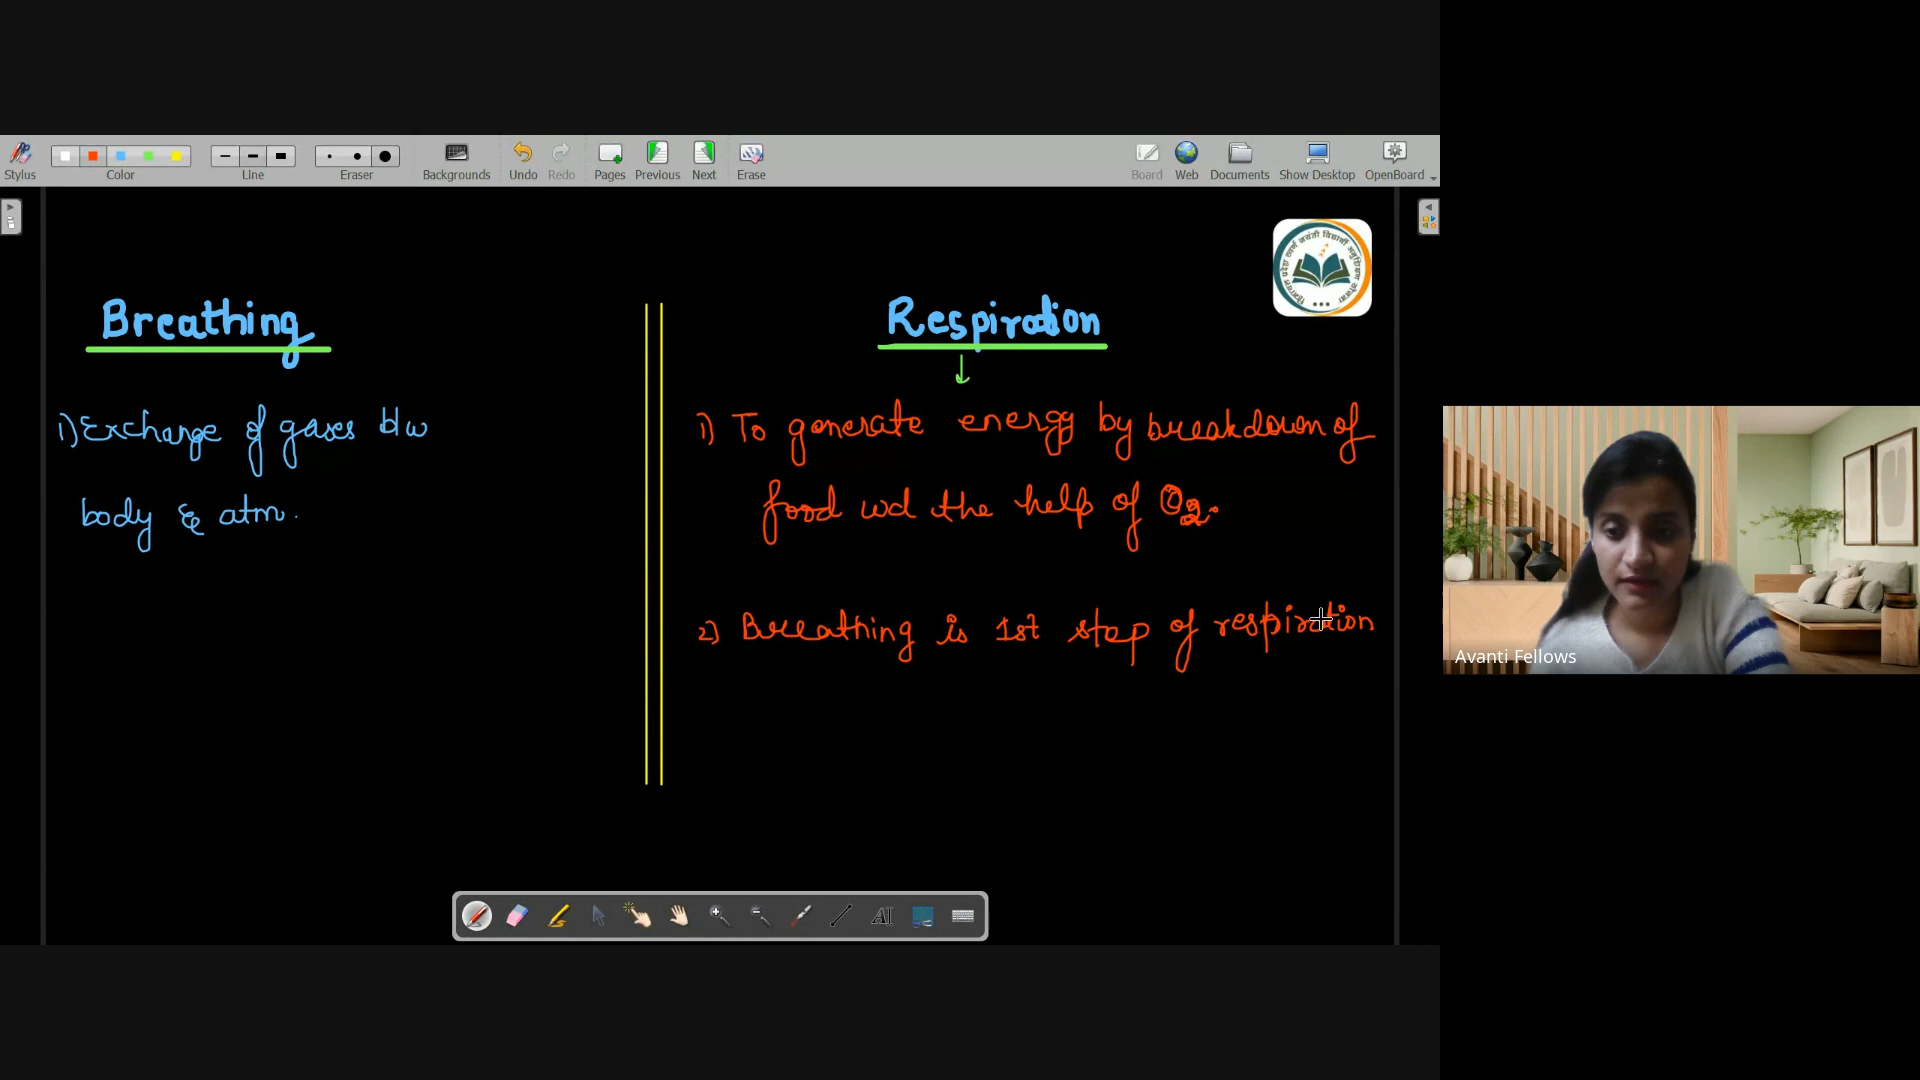 Stylus
Color
Line
Eraser
Backgrounds
Undo
Redo
Pages
Previous
Next
Erase
Board
Web
Documents
Show Desktop
OpenBoard
Breathing
1) Exchange of gases b/w
body & atm.
Respiration
↓
1) To generate energy by breakdown of
food wd the help of O2.
2) Breathing is 1st step of respiration
Avanti Fellows
AI